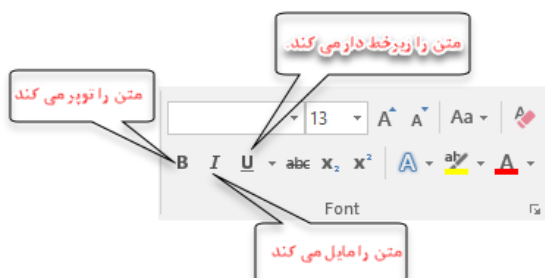 متن را زیرخط دار می کند.
متن را توپر می کند
13 A A Aa
B I U abc X₂ X² A ab A
Font
متن را مایل می کند